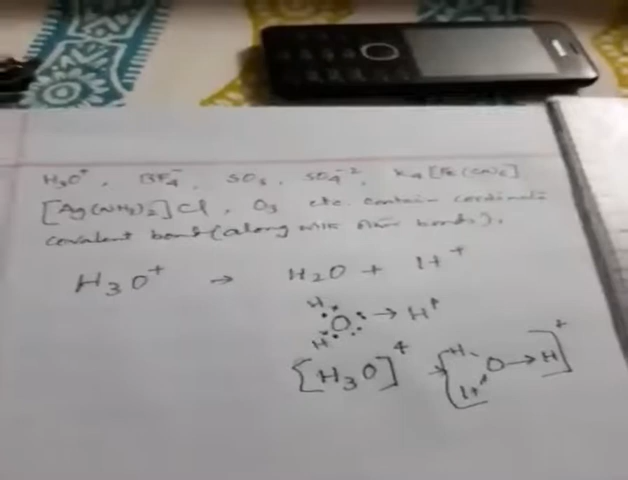 H₃O⁺, BF₄⁻, SO₃, SO₄⁻², K₄[Fe(CN)₆]
[Ag(NH₃)₂]Cl, O₃ etc. contain coordinate
covalent bond (along with other bonds).
H₃O⁺ → H₂O + H⁺
H
O → H⁺
H
[H₃O]⁺ → [H O → H]⁺
H